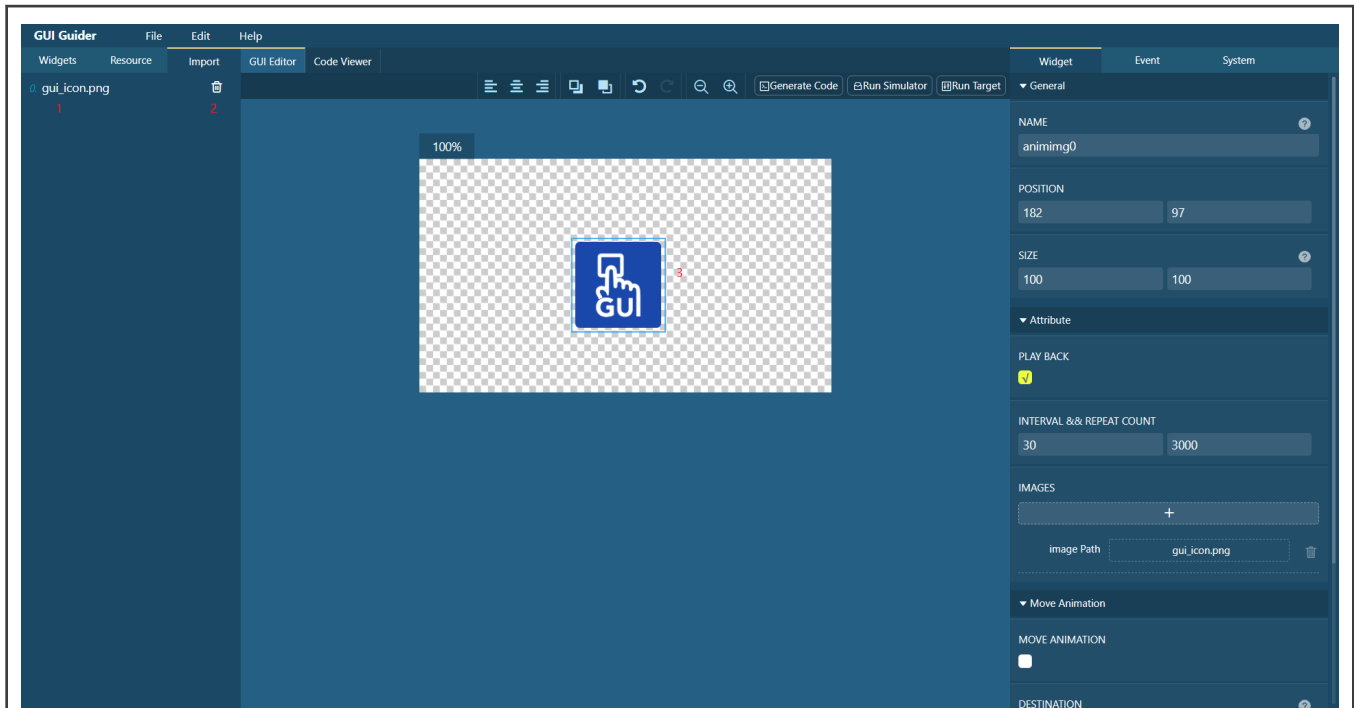 GUI Guider File Edit Help
Widgets Resource Import GUI Editor Code Viewer Widget Event System
gui_icon.png
1 2
Generate Code Run Simulator Run Target
100%
GUI
3
General
NAME
animimg0
POSITION
182 97
SIZE
100 100
Attribute
PLAY BACK
INTERVAL && REPEAT COUNT
30 3000
IMAGES
+
image Path gui_icon.png
Move Animation
MOVE ANIMATION
DESTINATION